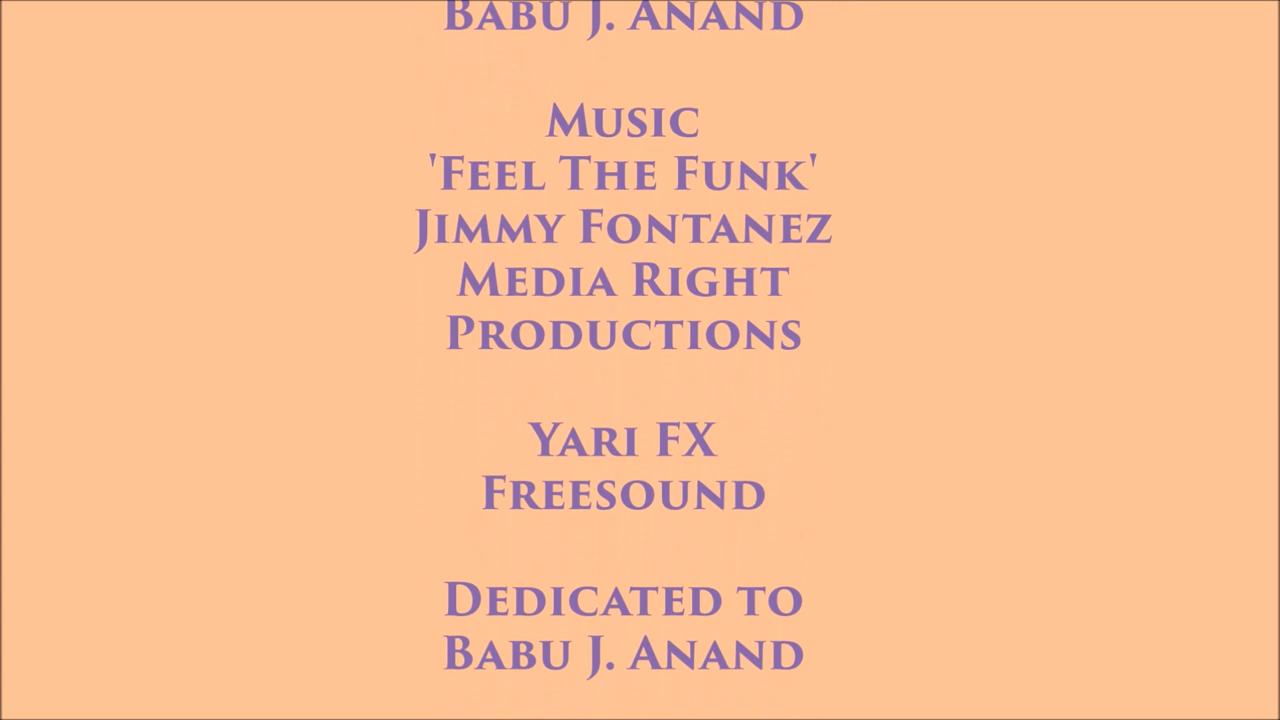 Babu J. Anand
Music
'Feel The Funk'
Jimmy Fontanez
Media Right
Productions
Yari FX
Freesound
Dedicated to
Babu J. Anand